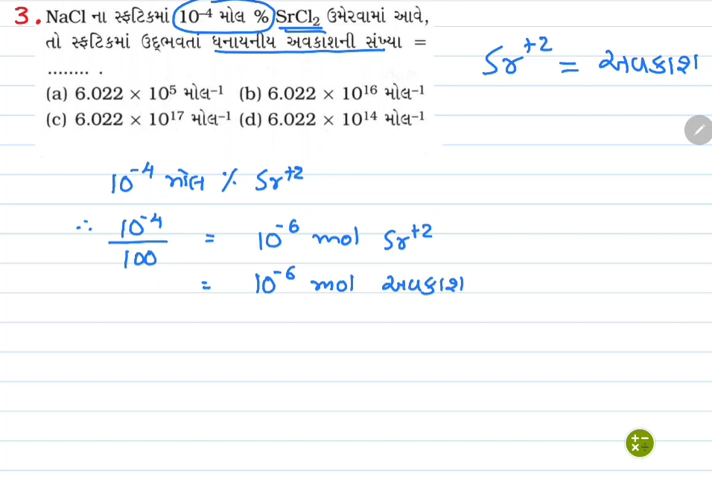 3. NaCl ના સ્ફટિકમાં 10⁻⁴ મોલ % SrCl₂ ઉમેરવામાં આવે,
તો સ્ફટિકમાં ઉદ્ભવતા ધનાયનીય અવકાશની સંખ્યા =
........ .
(a) 6.022 × 10⁵ મોલ⁻¹ (b) 6.022 × 10¹⁶ મોલ⁻¹
(c) 6.022 × 10¹⁷ મોલ⁻¹ (d) 6.022 × 10¹⁴ મોલ⁻¹
Sr⁺² = અવકાશ
10⁻⁴ મોલ % Sr⁺²
∴ 10⁻⁴/100 = 10⁻⁶ mol Sr⁺²
= 10⁻⁶ mol અવકાશ